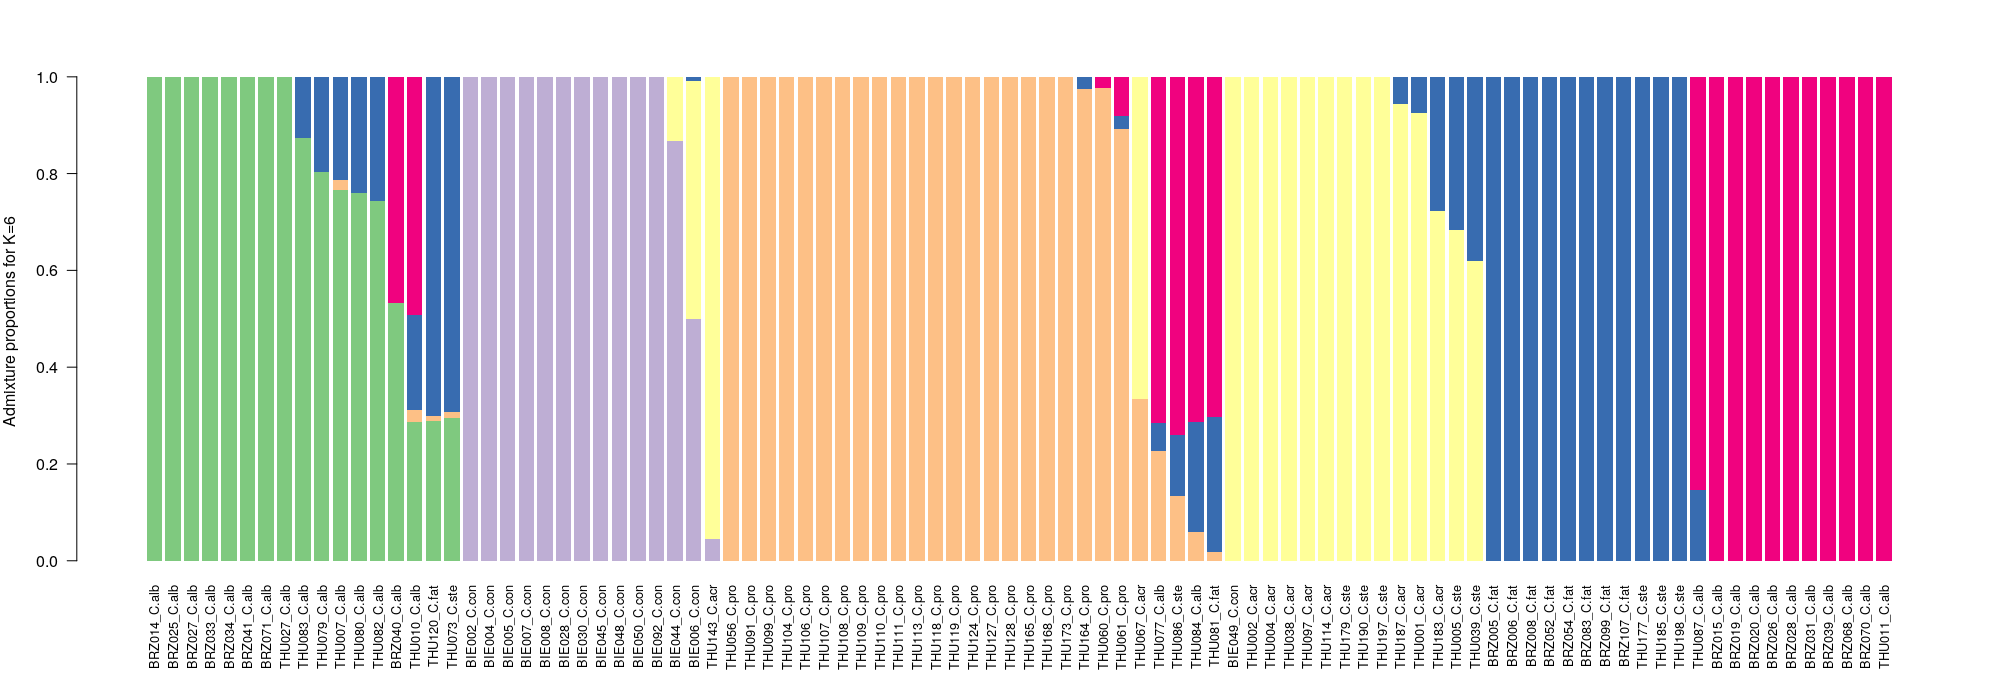 Admixture proportions for K=6
1.0
0.8
0.6
0.4
0.2
0.0
BRZ014_C.alb
BRZ025_C.alb
BRZ027_C.alb
BRZ033_C.alb
BRZ034_C.alb
BRZ041_C.alb
BRZ071_C.alb
THU027_C.alb
THU083_C.alb
THU079_C.alb
THU007_C.alb
THU080_C.alb
THU082_C.alb
BRZ040_C.alb
THU010_C.alb
THU120_C.fat
THU073_C.ste
BIE002_C.con
BIE004_C.con
BIE005_C.con
BIE007_C.con
BIE008_C.con
BIE028_C.con
BIE030_C.con
BIE045_C.con
BIE048_C.con
BIE050_C.con
BIE092_C.con
BIE044_C.con
BIE006_C.con
THU143_C.acr
THU056_C.pro
THU091_C.pro
THU099_C.pro
THU104_C.pro
THU106_C.pro
THU107_C.pro
THU108_C.pro
THU109_C.pro
THU110_C.pro
THU111_C.pro
THU113_C.pro
THU118_C.pro
THU119_C.pro
THU124_C.pro
THU127_C.pro
THU128_C.pro
THU165_C.pro
THU168_C.pro
THU173_C.pro
THU164_C.pro
THU060_C.pro
THU061_C.pro
THU067_C.acr
THU077_C.alb
THU086_C.ste
THU084_C.alb
THU081_C.fat
BIE049_C.con
THU002_C.acr
THU004_C.acr
THU038_C.acr
THU097_C.acr
THU114_C.acr
THU179_C.ste
THU190_C.ste
THU197_C.ste
THU187_C.acr
THU001_C.acr
THU183_C.acr
THU005_C.ste
THU039_C.ste
BRZ005_C.fat
BRZ006_C.fat
BRZ008_C.fat
BRZ052_C.fat
BRZ054_C.fat
BRZ083_C.fat
BRZ099_C.fat
BRZ107_C.fat
THU177_C.ste
THU185_C.ste
THU198_C.ste
THU087_C.alb
BRZ015_C.alb
BRZ019_C.alb
BRZ020_C.alb
BRZ026_C.alb
BRZ028_C.alb
BRZ031_C.alb
BRZ039_C.alb
BRZ068_C.alb
BRZ070_C.alb
THU011_C.alb